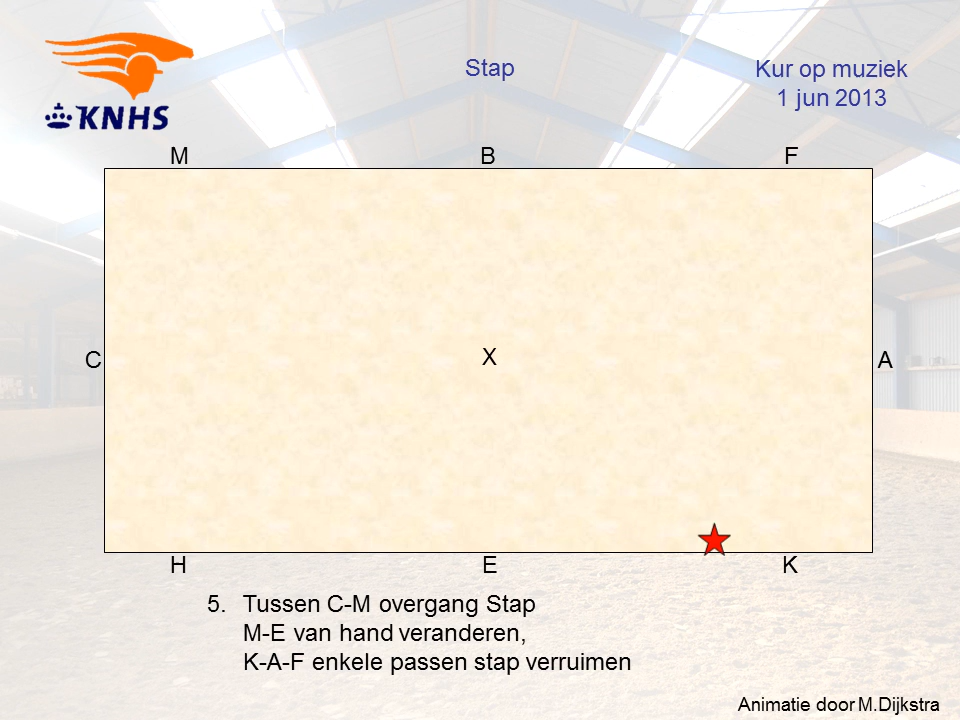 KNHS
Stap
Kur op muziek
1 jun 2013
M B F
C X A
H E K
5. Tussen C-M overgang Stap
M-E van hand veranderen,
K-A-F enkele passen stap verruimen
Animatie door M.Dijkstra